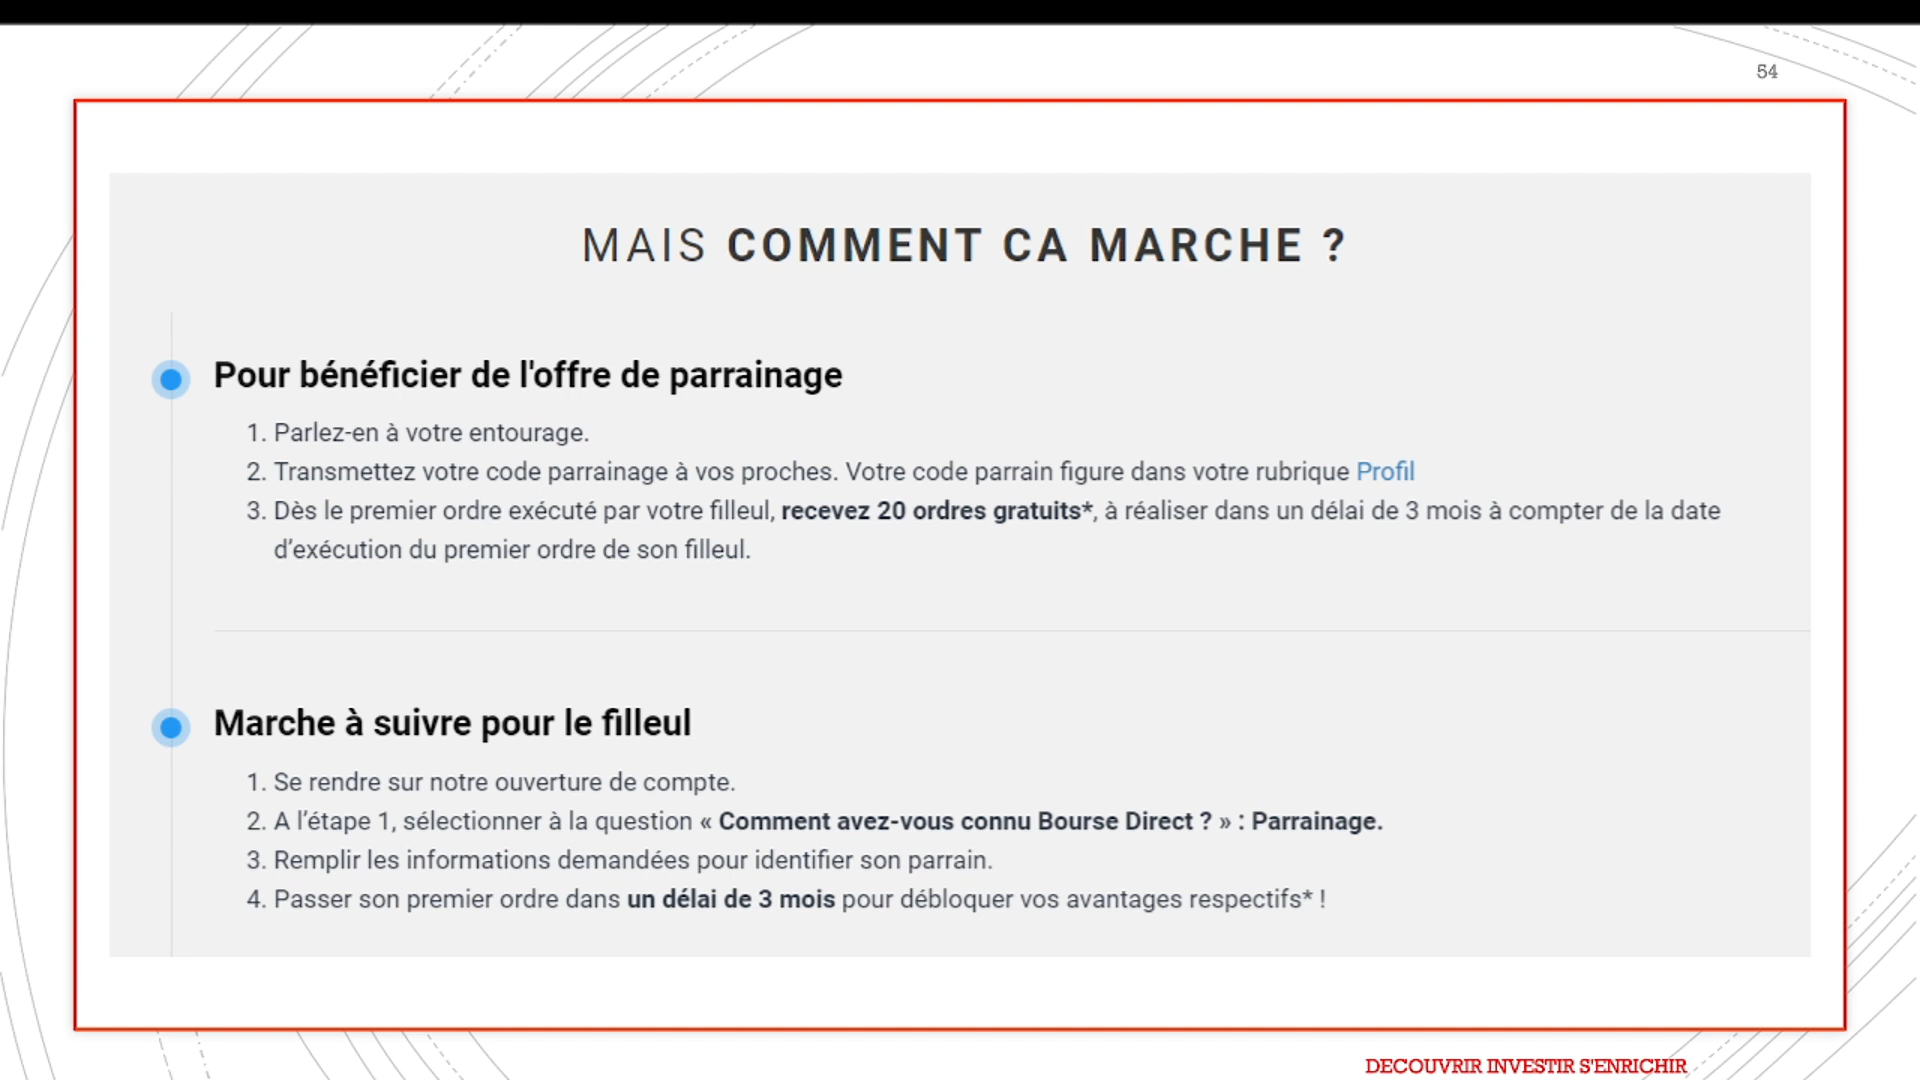 54
MAIS COMMENT CA MARCHE ?
Pour bénéficier de l'offre de parrainage
1. Parlez-en à votre entourage.
2. Transmettez votre code parrainage à vos proches. Votre code parrain figure dans votre rubrique Profil
3. Dès le premier ordre exécuté par votre filleul, recevez 20 ordres gratuits*, à réaliser dans un délai de 3 mois à compter de la date
d’exécution du premier ordre de son filleul.
Marche à suivre pour le filleul
1. Se rendre sur notre ouverture de compte.
2. A l’étape 1, sélectionner à la question « Comment avez-vous connu Bourse Direct ? » : Parrainage.
3. Remplir les informations demandées pour identifier son parrain.
4. Passer son premier ordre dans un délai de 3 mois pour débloquer vos avantages respectifs* !
DECOUVRIR INVESTIR S'ENRICHIR